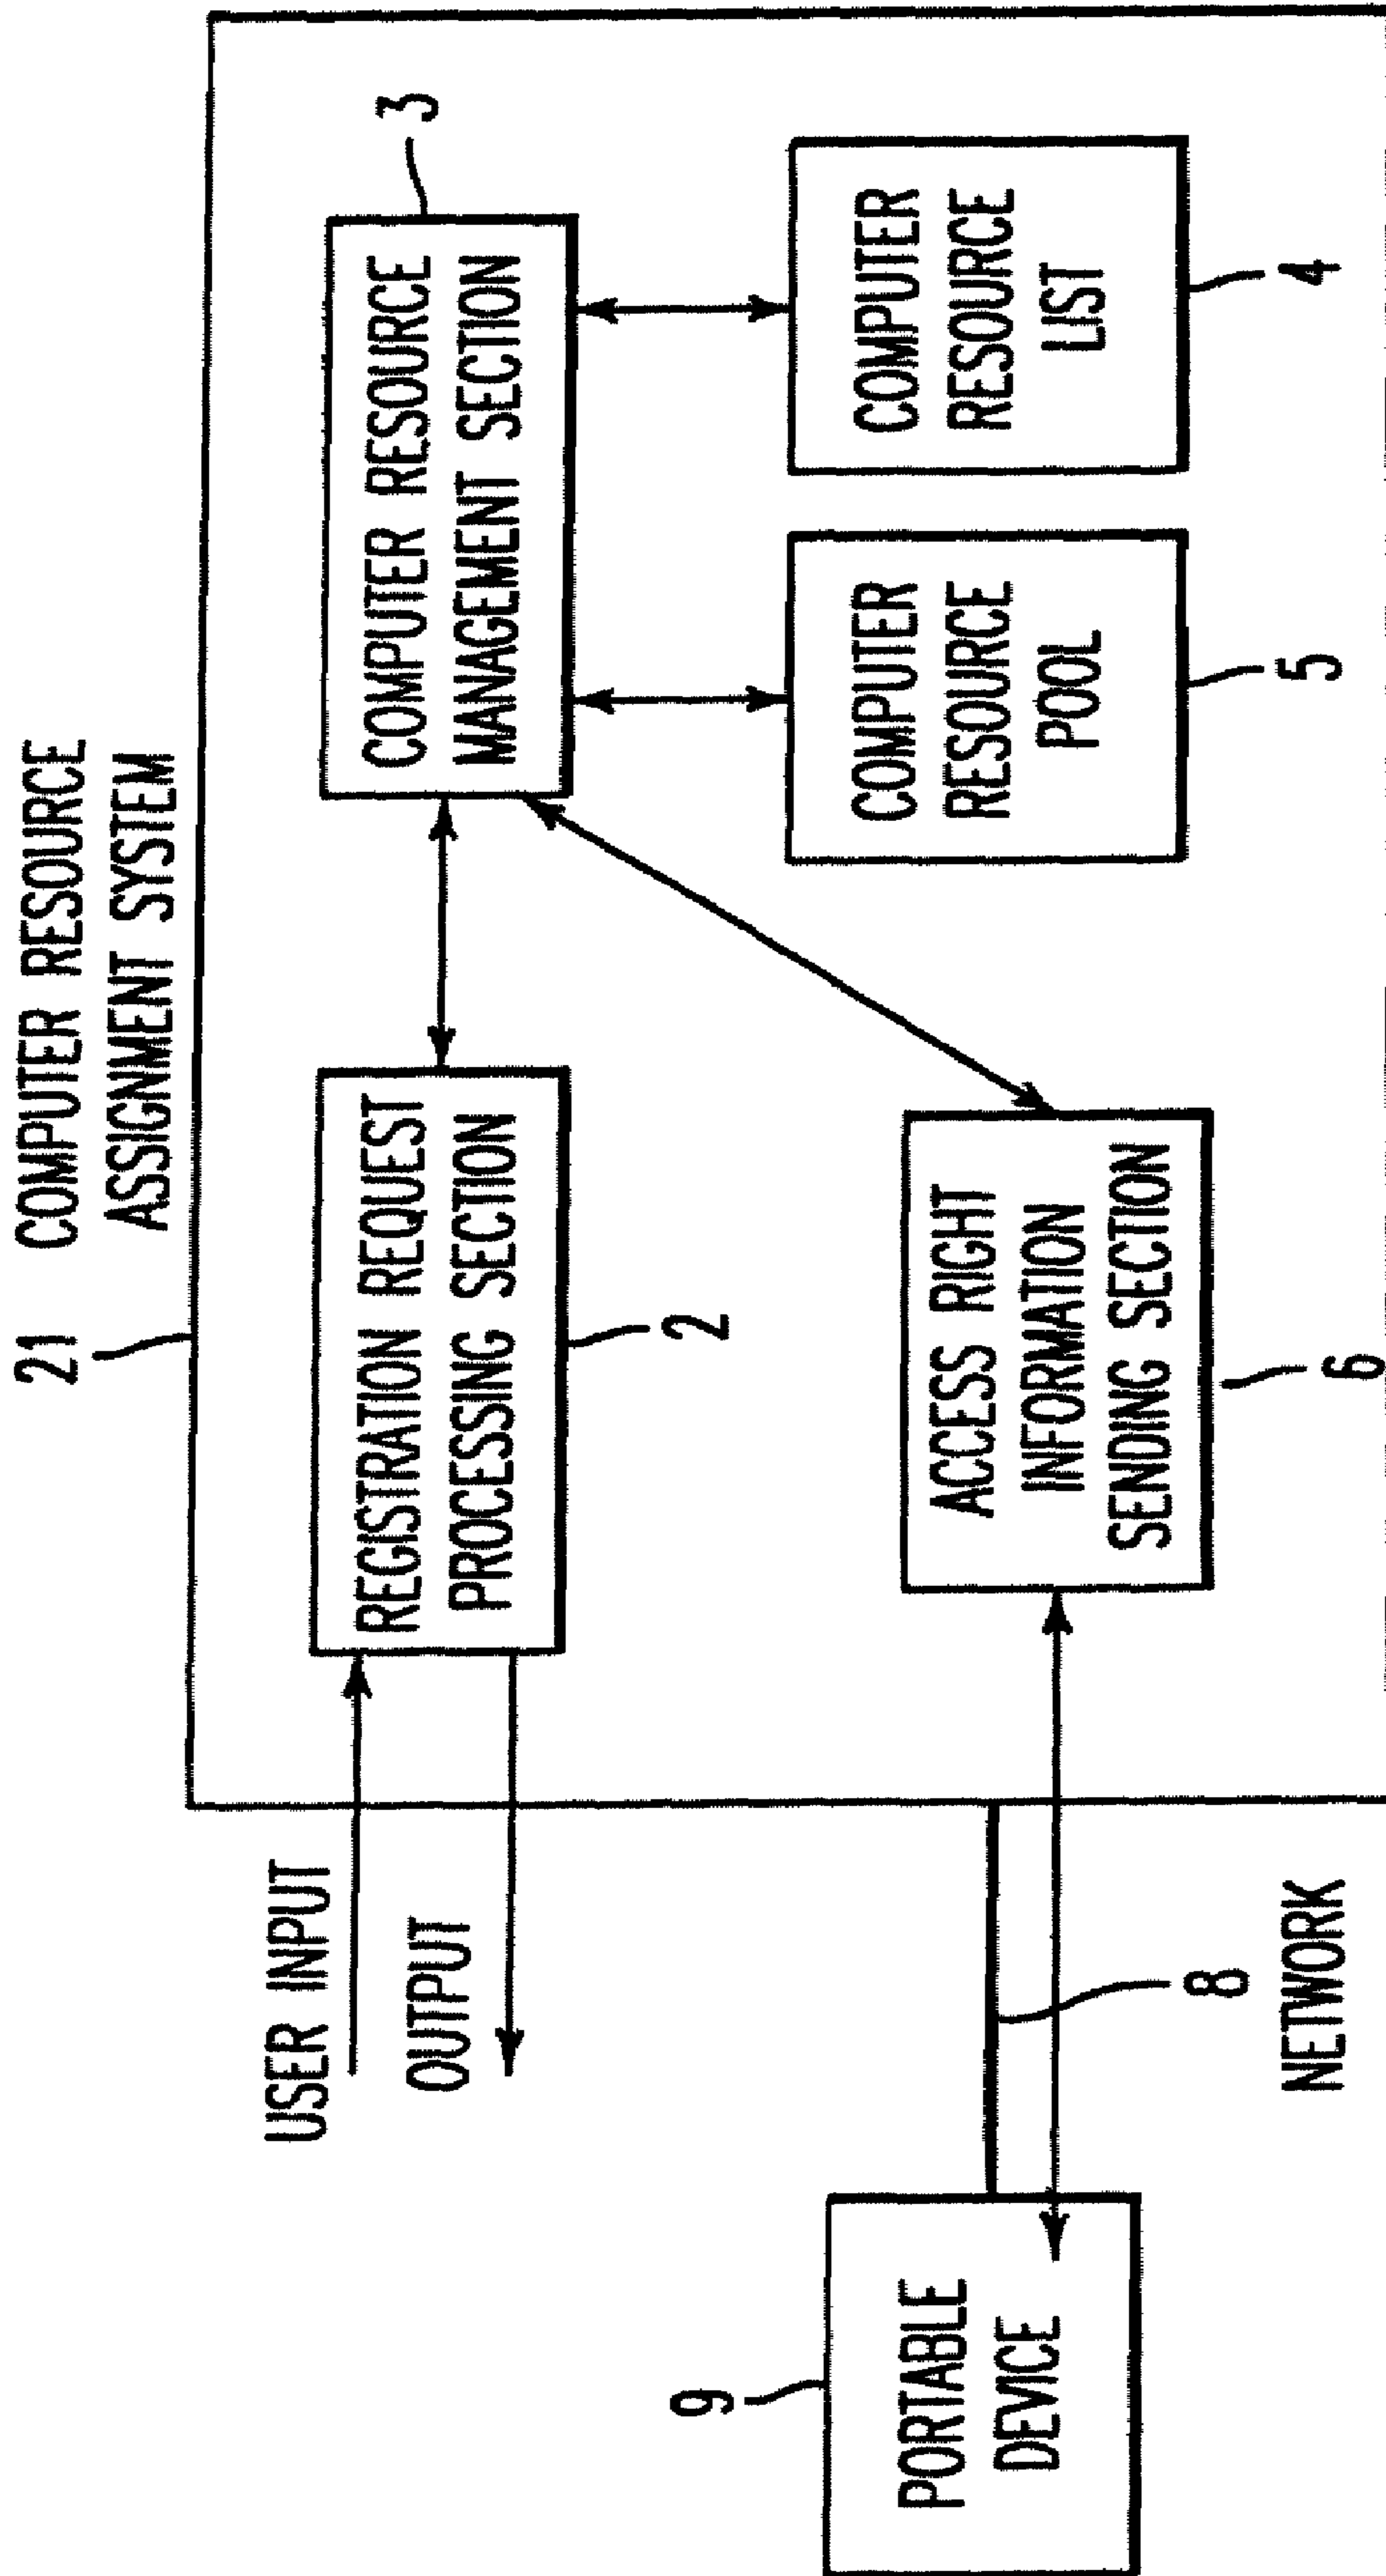 21 COMPUTER RESOURCE
ASSIGNMENT SYSTEM
USER INPUT
OUTPUT
REGISTRATION REQUEST
PROCESSING SECTION
2
COMPUTER RESOURCE
MANAGEMENT SECTION
3
COMPUTER
RESOURCE
POOL
5
COMPUTER
RESOURCE
LIST
4
ACCESS RIGHT
INFORMATION
SENDING SECTION
6
9
PORTABLE
DEVICE
8
NETWORK